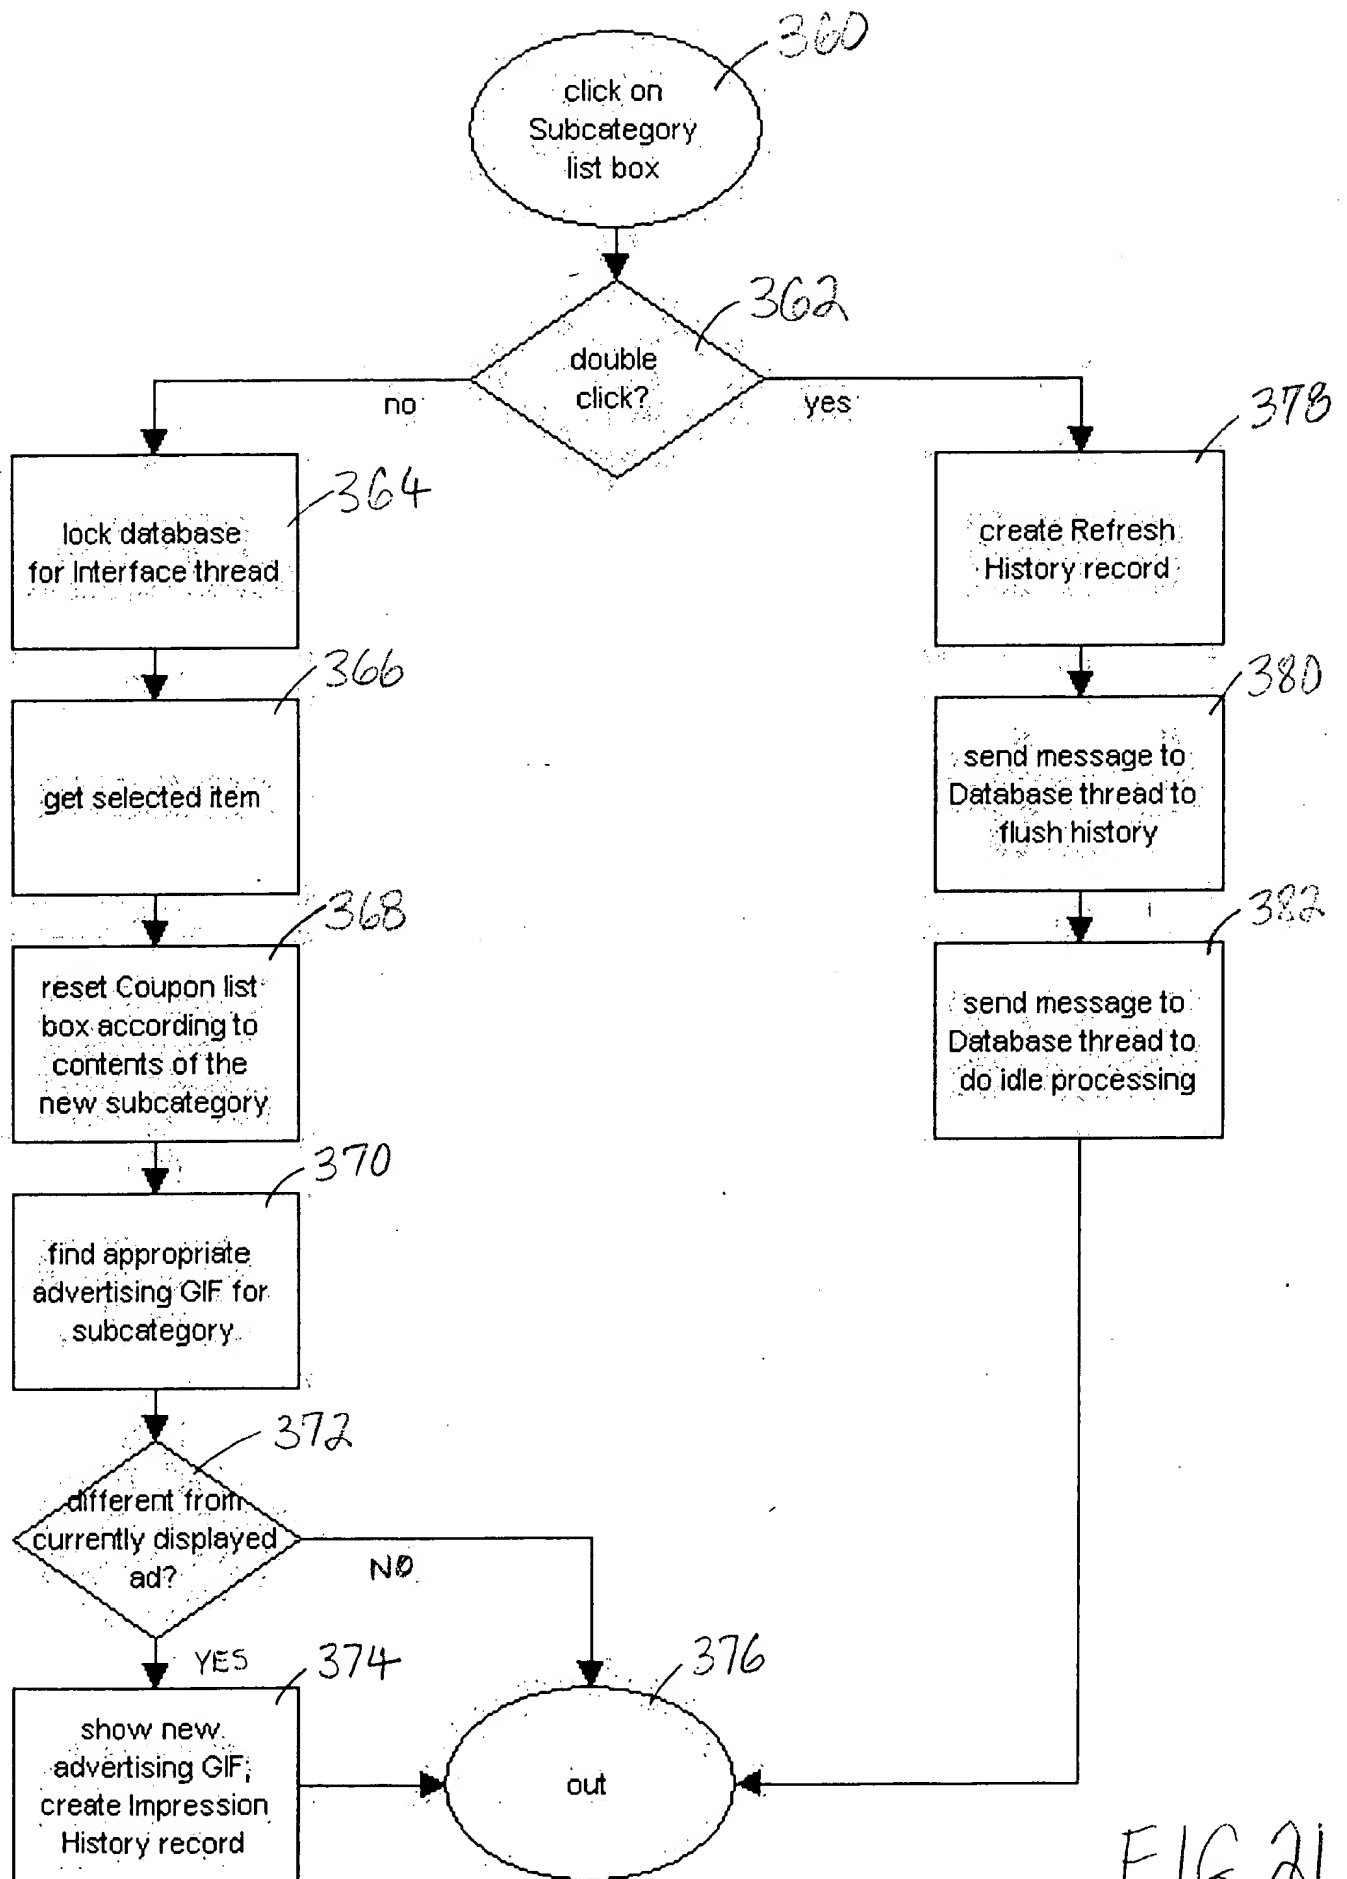 360
click on
Subcategory
list box
362
double
click?
no
yes
378
364
lock database
for Interface thread
create Refresh
History record
366
380
get selected item
send message to
Database thread to
flush history
368
382
reset Coupon list
box according to
contents of the
new subcategory
send message to
Database thread to
do idle processing
370
find appropriate
advertising GIF for
subcategory
372
different from
currently displayed
ad?
NO
YES
374
376
show new
advertising GIF;
create Impression
History record
out
FIG 21